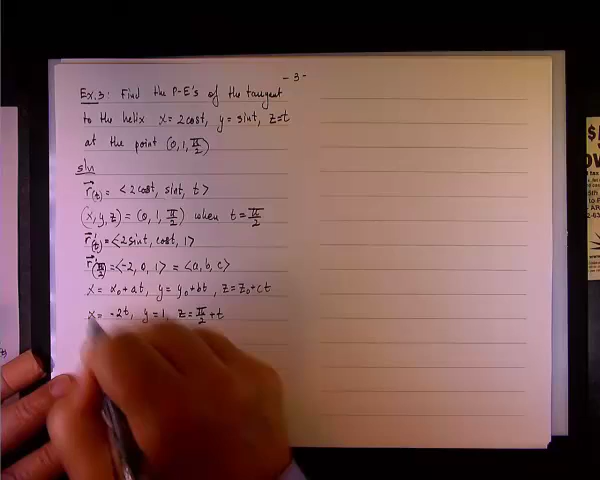 - 3 -
Ex.3: Find the P-E's of the tangent
to the helix x = 2cost, y = sint, z=t
at the point (0,1,π/2)
sln
r⃗(t) = <2cost, sint, t>
(x,y,z) = (0, 1, π/2) when t = π/2
r⃗'(t) = <2sint, cost, 1>
r⃗'(π/2) = <-2, 0, 1> = <a, b, c>
x = x₀ + at, y = y₀ + bt, z = z₀ + ct
x = -2t, y = 1, z = π/2 + t